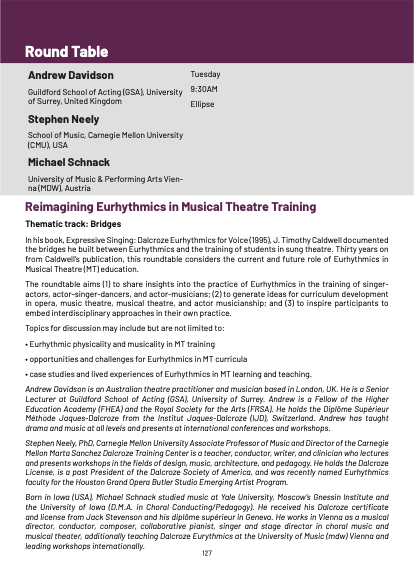 Round Table
Andrew Davidson
Guildford School of Acting (GSA), University
of Surrey, United Kingdom
Stephen Neely
School of Music, Carnegie Mellon University
(CMU), USA
Michael Schnack
University of Music & Performing Arts Vien-
na (MDW), Austria
Tuesday
9:30AM
Ellipse
Reimagining Eurhythmics in Musical Theatre Training
Thematic track: Bridges
In his book, Expressive Singing: Dalcroze Eurhythmics for Voice (1995), J. Timothy Caldwell documented
the bridges he built between Eurhythmics and the training of students in sung theatre. Thirty years on
from Caldwell's publication, this roundtable considers the current and future role of Eurhythmics in
Musical Theatre (MT) education.
The roundtable aims (1) to share insights into the practice of Eurhythmics in the training of singer-
actors, actor-singer-dancers, and actor-musicians; (2) to generate ideas for curriculum development
in opera, music theatre, musical theatre, and actor musicianship; and (3) to inspire participants to
embed interdisciplinary approaches in their own practice.
Topics for discussion may include but are not limited to:
• Eurhythmic physicality and musicality in MT training
• opportunities and challenges for Eurhythmics in MT curricula
• case studies and lived experiences of Eurhythmics in MT learning and teaching.
Andrew Davidson is an Australian theatre practitioner and musician based in London, UK. He is a Senior
Lecturer at Guildford School of Acting (GSA), University of Surrey. Andrew is a Fellow of the Higher
Education Academy (FHEA) and the Royal Society for the Arts (FRSA). He holds the Diplôme Supérieur
Méthode Jaques-Dalcroze from the Institut Jaques-Dalcroze (IJD), Switzerland. Andrew has taught
drama and music at all levels and presents at international conferences and workshops.
Stephen Neely, PhD, Carnegie Mellon University Associate Professor of Music and Director of the Carnegie
Mellon Marta Sanchez Dalcroze Training Center is a teacher, conductor, writer, and clinician who lectures
and presents workshops in the fields of design, music, architecture, and pedagogy. He holds the Dalcroze
License, is a past President of the Dalcroze Society of America, and was recently named Eurhythmics
faculty for the Houston Grand Opera Butler Studio Emerging Artist Program.
Born in Iowa (USA), Michael Schnack studied music at Yale University, Moscow's Gnessin Institute and
the University of Iowa (D.M.A. in Choral Conducting/Pedagogy). He received his Dalcroze certificate
and license from Jack Stevenson and his diplôme supérieur in Geneva. He works in Vienna as a musical
director, conductor, composer, collaborative pianist, singer and stage director in choral music and
musical theater, additionally teaching Dalcroze Eurythmics at the University of Music (mdw) Vienna and
leading workshops internationally.
127